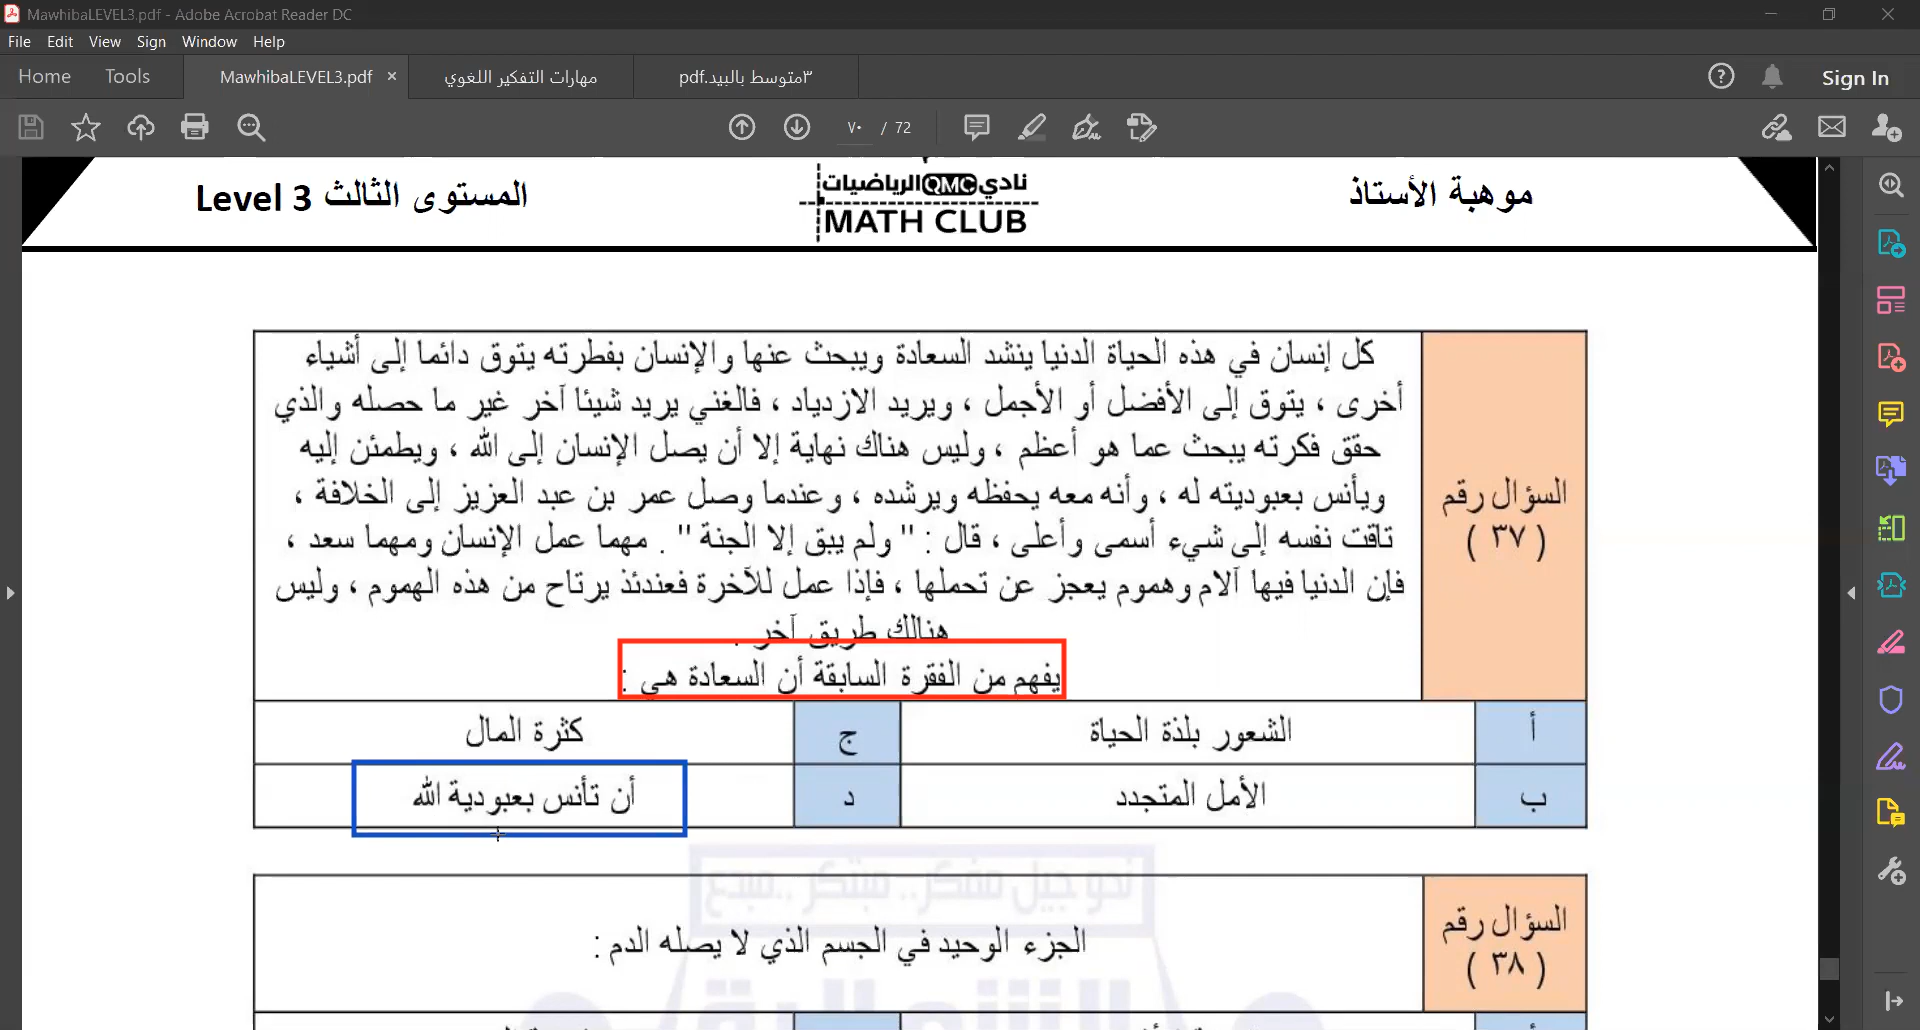 MawhibaLEVEL3.pdf - Adobe Acrobat Reader DC
File Edit View Sign Window Help
Home Tools MawhibaLEVEL3.pdf × مهارات التفكير اللغوي ٣متوسط بالبيد.pdf Sign In
٧٠ / 72
موهبة الأستاذ
نادي QMC الرياضيات
MATH CLUB
المستوى الثالث Level 3
السؤال رقم
( ٣٧ )
كل إنسان في هذه الحياة الدنيا ينشد السعادة ويبحث عنها والإنسان بفطرته يتوق دائما إلى أشياء
أخرى ، يتوق إلى الأفضل أو الأجمل ، ويريد الازدياد ، فالغني يريد شيئا آخر غير ما حصله والذي
حقق فكرته يبحث عما هو أعظم ، وليس هناك نهاية إلا أن يصل الإنسان إلى الله ، ويطمئن إليه
ويأنس بعبوديته له ، وأنه معه يحفظه ويرشده ، وعندما وصل عمر بن عبد العزيز إلى الخلافة ،
تاقت نفسه إلى شيء أسمى وأعلى ، قال : " ولم يبق إلا الجنة " . مهما عمل الإنسان ومهما سعد ،
فإن الدنيا فيها آلام وهموم يعجز عن تحملها ، فإذا عمل للآخرة فعندئذ يرتاح من هذه الهموم ، وليس
هنالك طريق آخر .
يفهم من الفقرة السابقة أن السعادة هي :
أ الشعور بلذة الحياة ج كثرة المال
ب الأمل المتجدد د أن تأنس بعبودية الله
نحو جيل مفكر.. مبتكر ..مبدع
السؤال رقم
( ٣٨ )
الجزء الوحيد في الجسم الذي لا يصله الدم :